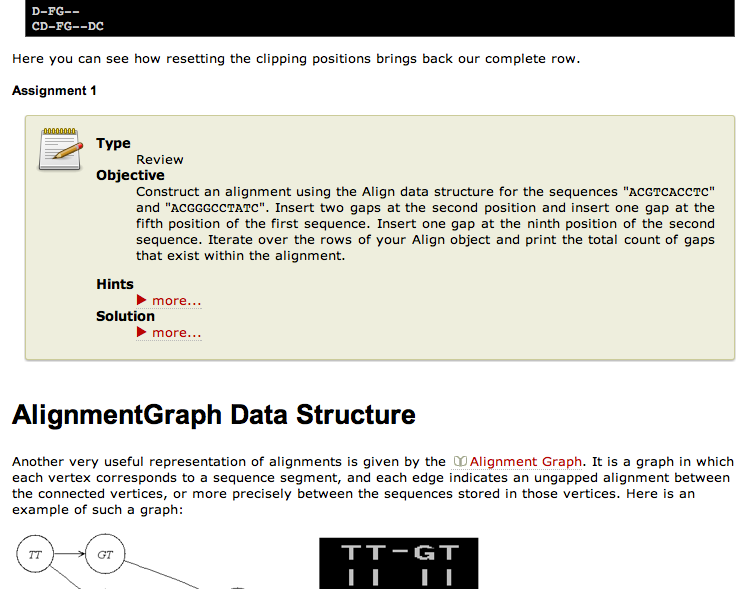 D-FG--
CD-FG--DC
Here you can see how resetting the clipping positions brings back our complete row.
Assignment 1
Type
Review
Objective
Construct an alignment using the Align data structure for the sequences "ACGTCACCTC"
and "ACGGGCCTATC". Insert two gaps at the second position and insert one gap at the
fifth position of the first sequence. Insert one gap at the ninth position of the second
sequence. Iterate over the rows of your Align object and print the total count of gaps
that exist within the alignment.
Hints
more...
Solution
more...
AlignmentGraph Data Structure
Another very useful representation of alignments is given by the Alignment Graph. It is a graph in which
each vertex corresponds to a sequence segment, and each edge indicates an ungapped alignment between
the connected vertices, or more precisely between the sequences stored in those vertices. Here is an
example of such a graph:
TT GT
TT-GT